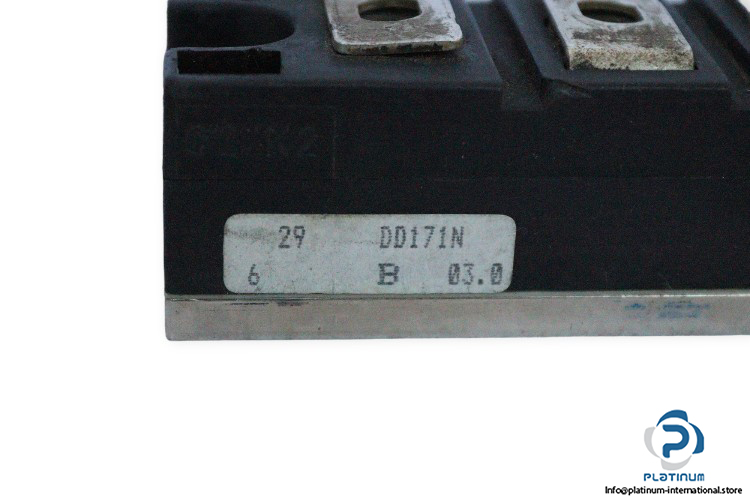 29 DD171N
6 B 03.0
PLATINUM
Info@platinum-international.store